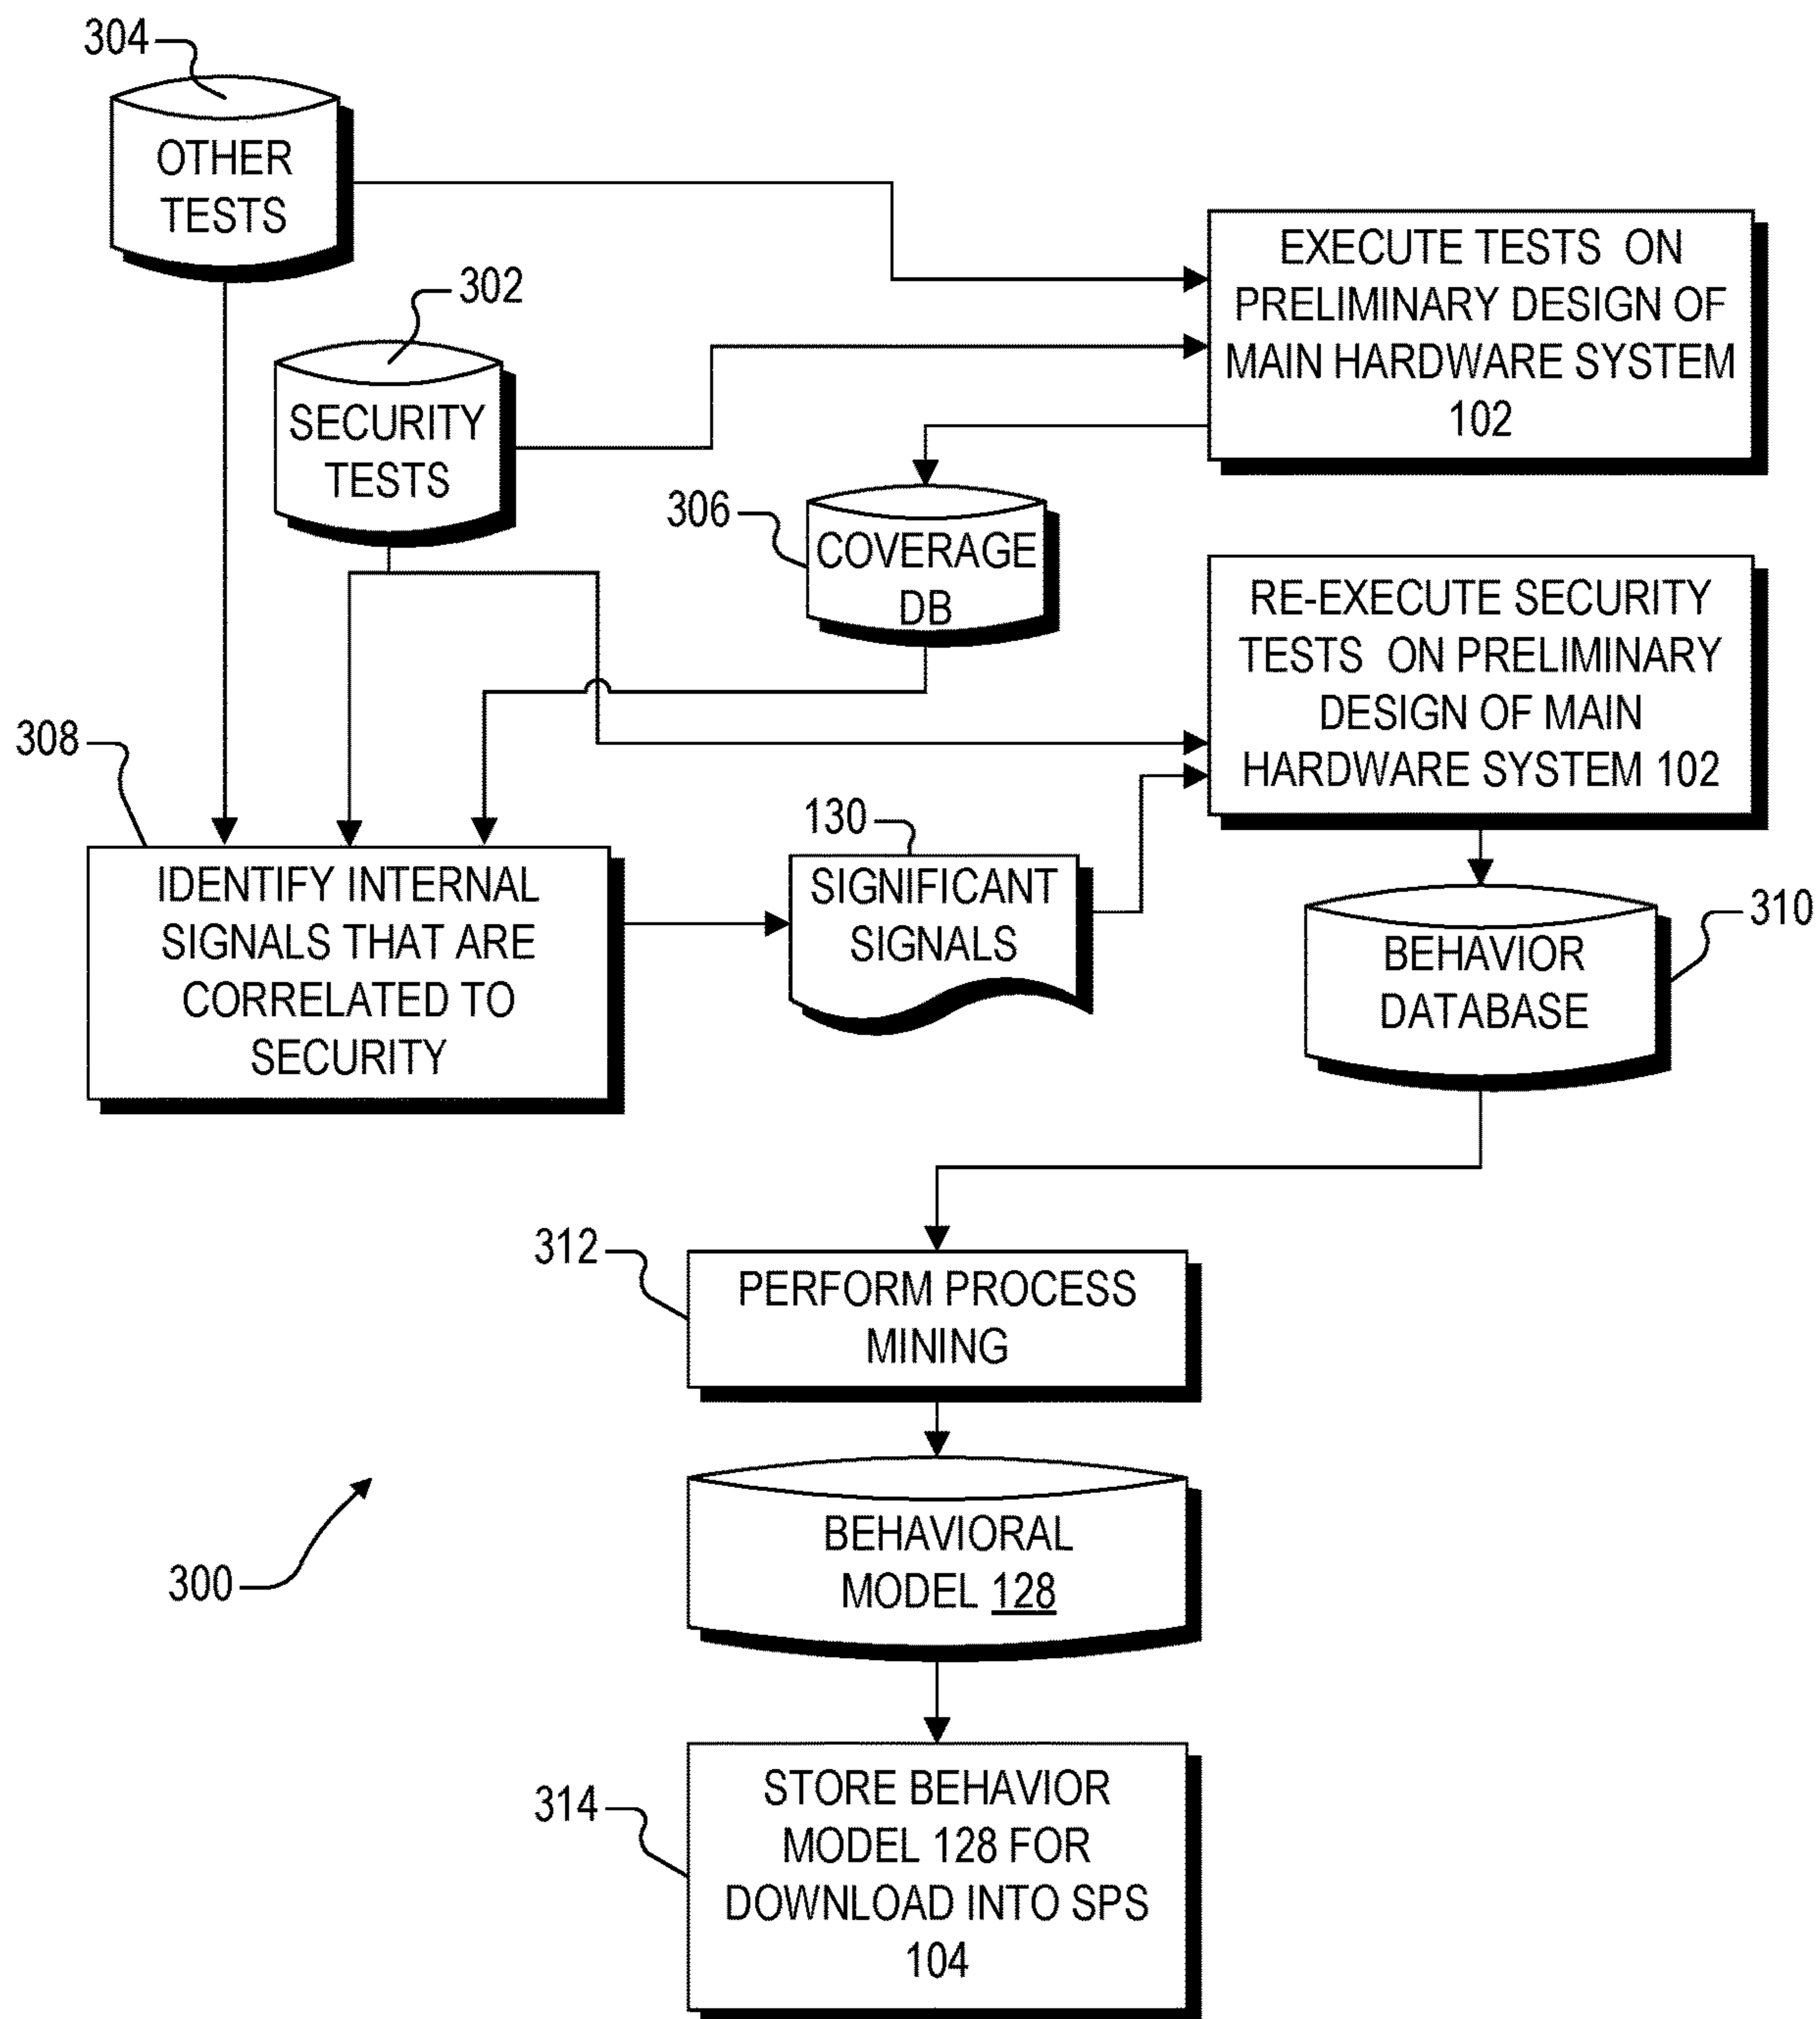 304
OTHER
TESTS
302
SECURITY
TESTS
EXECUTE TESTS ON
PRELIMINARY DESIGN OF
MAIN HARDWARE SYSTEM
102
306
COVERAGE
DB
RE-EXECUTE SECURITY
TESTS ON PRELIMINARY
DESIGN OF MAIN
HARDWARE SYSTEM 102
308
IDENTIFY INTERNAL
SIGNALS THAT ARE
CORRELATED TO
SECURITY
130
SIGNIFICANT
SIGNALS
310
BEHAVIOR
DATABASE
312
PERFORM PROCESS
MINING
300
BEHAVIORAL
MODEL 128
314
STORE BEHAVIOR
MODEL 128 FOR
DOWNLOAD INTO SPS
104